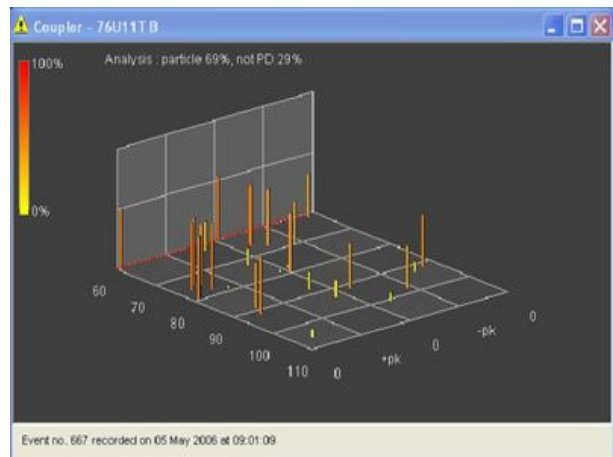 Coupler - 76U11T B
Analysis : particle 69%, not PD 29%
100%
0%
60
70
80
90
100
110
0
+pk
0
-pk
0
Event no. 667 recorded on 05 May 2006 at 09:01:09